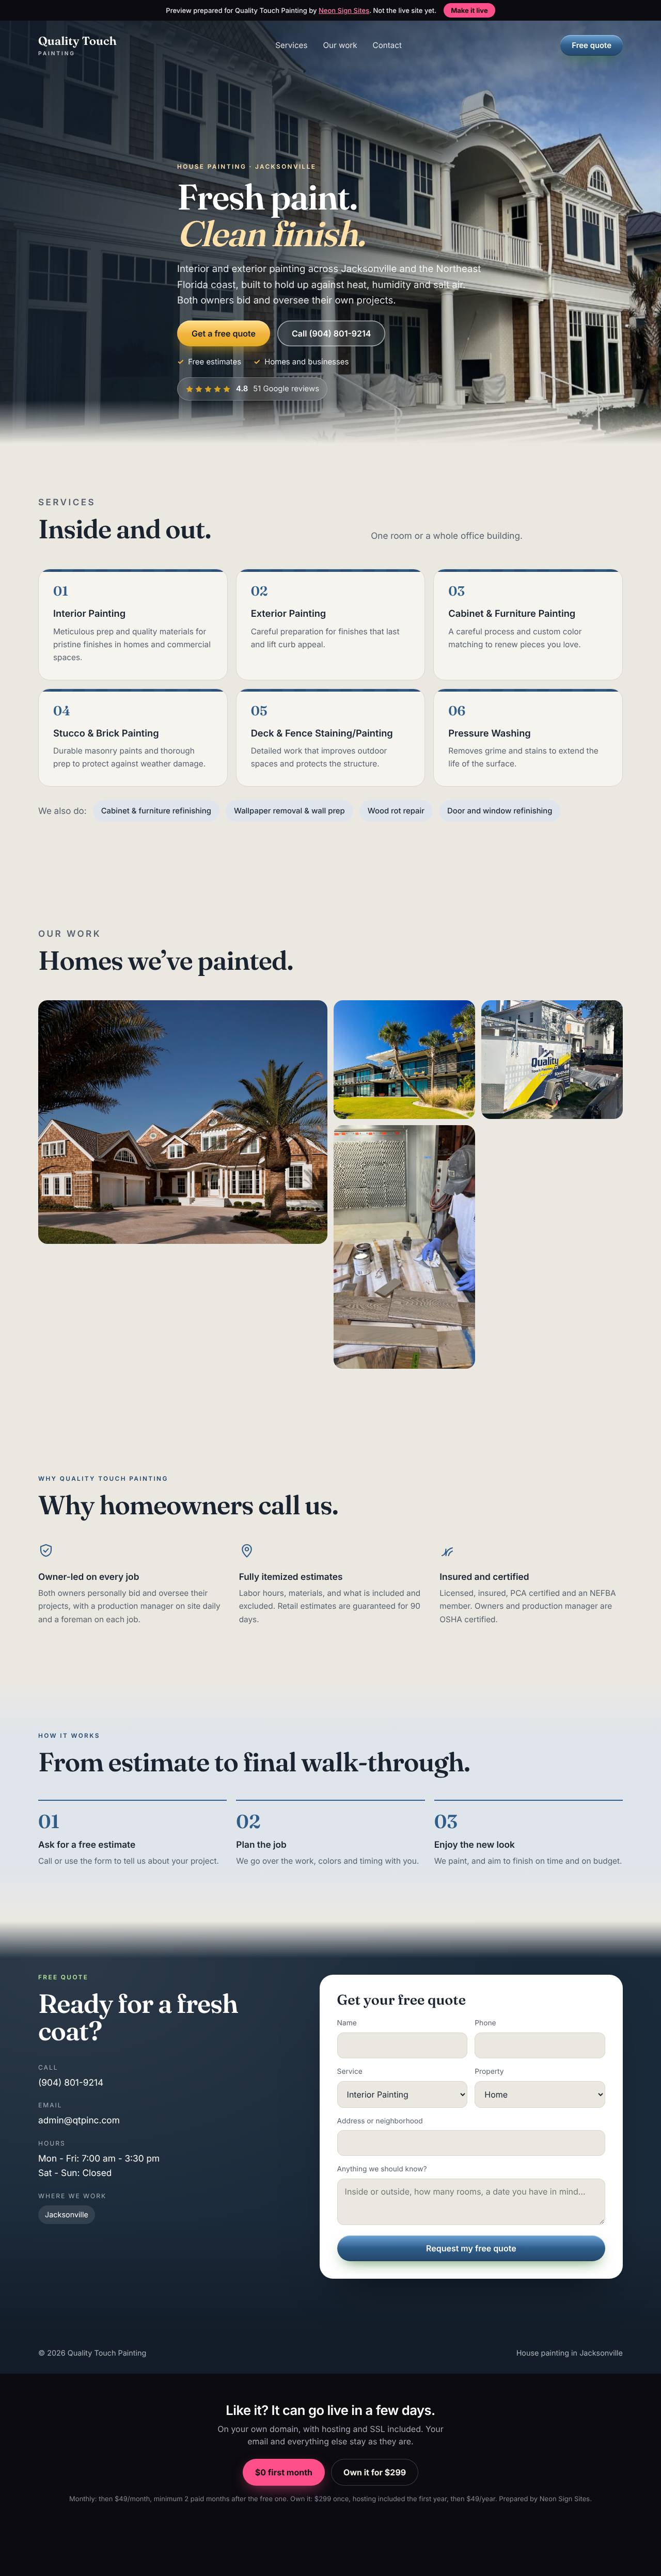 Preview prepared for Quality Touch Painting by Neon Sign Sites. Not the live site yet. Make it live
Quality Touch
PAINTING
Services Our work Contact
Free quote
HOUSE PAINTING · JACKSONVILLE
Fresh paint.
Clean finish.
Interior and exterior painting across Jacksonville and the Northeast
Florida coast, built to hold up against heat, humidity and salt air.
Both owners bid and oversee their own projects.
Get a free quote
Call (904) 801-9214
✓ Free estimates ✓ Homes and businesses
★★★★★ 4.8 51 Google reviews
SERVICES
Inside and out.
One room or a whole office building.
01
Interior Painting
Meticulous prep and quality materials for
pristine finishes in homes and commercial
spaces.
02
Exterior Painting
Careful preparation for finishes that last
and lift curb appeal.
03
Cabinet & Furniture Painting
A careful process and custom color
matching to renew pieces you love.
04
Stucco & Brick Painting
Durable masonry paints and thorough
prep to protect against weather damage.
05
Deck & Fence Staining/Painting
Detailed work that improves outdoor
spaces and protects the structure.
06
Pressure Washing
Removes grime and stains to extend the
life of the surface.
We also do: Cabinet & furniture refinishing Wallpaper removal & wall prep Wood rot repair Door and window refinishing
OUR WORK
Homes we’ve painted.
Quality
WHY QUALITY TOUCH PAINTING
Why homeowners call us.
Owner-led on every job
Both owners personally bid and oversee their
projects, with a production manager on site daily
and a foreman on each job.
Fully itemized estimates
Labor hours, materials, and what is included and
excluded. Retail estimates are guaranteed for 90
days.
Insured and certified
Licensed, insured, PCA certified and an NEFBA
member. Owners and production manager are
OSHA certified.
HOW IT WORKS
From estimate to final walk-through.
01
Ask for a free estimate
Call or use the form to tell us about your project.
02
Plan the job
We go over the work, colors and timing with you.
03
Enjoy the new look
We paint, and aim to finish on time and on budget.
FREE QUOTE
Ready for a fresh
coat?
CALL
(904) 801-9214
EMAIL
admin@qtpinc.com
HOURS
Mon - Fri: 7:00 am - 3:30 pm
Sat - Sun: Closed
WHERE WE WORK
Jacksonville
Get your free quote
Name Phone
Service Property
Interior Painting Home
Address or neighborhood
Anything we should know?
Inside or outside, how many rooms, a date you have in mind...
Request my free quote
© 2026 Quality Touch Painting
House painting in Jacksonville
Like it? It can go live in a few days.
On your own domain, with hosting and SSL included. Your
email and everything else stay as they are.
$0 first month
Own it for $299
Monthly: then $49/month, minimum 2 paid months after the free one. Own it: $299 once, hosting included the first year, then $49/year. Prepared by Neon Sign Sites.